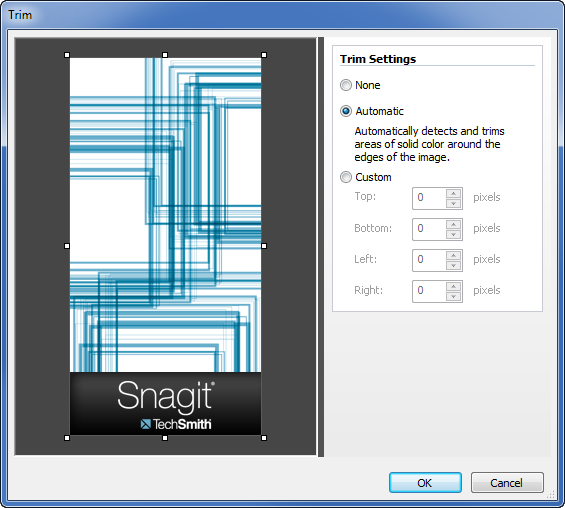 Trim
Trim Settings
None
Automatic
Automatically detects and trims
areas of solid color around the
edges of the image.
Custom
Top: 0 pixels
Bottom: 0 pixels
Left: 0 pixels
Right: 0 pixels
Snagit®
TechSmith
OK Cancel